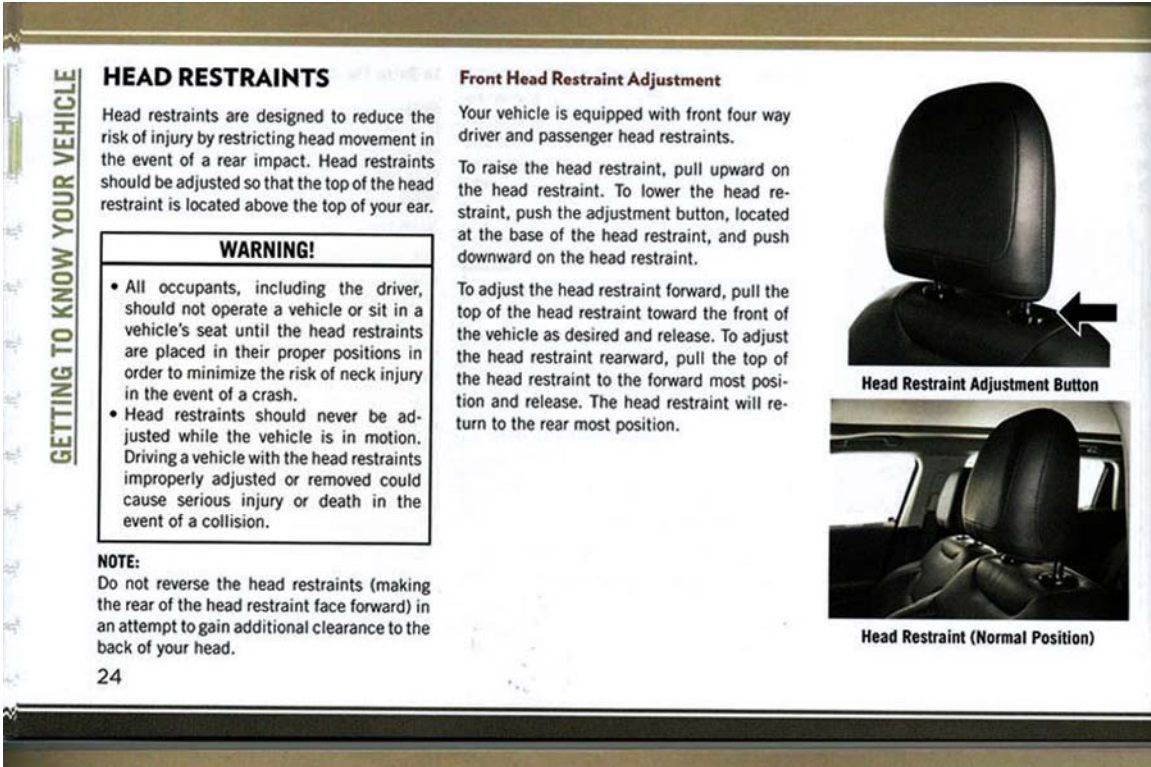 GETTING TO KNOW YOUR VEHICLE
HEAD RESTRAINTS
Head restraints are designed to reduce the
risk of injury by restricting head movement in
the event of a rear impact. Head restraints
should be adjusted so that the top of the head
restraint is located above the top of your ear.
WARNING!
• All occupants, including the driver,
should not operate a vehicle or sit in a
vehicle's seat until the head restraints
are placed in their proper positions in
order to minimize the risk of neck injury
in the event of a crash.
• Head restraints should never be ad-
justed while the vehicle is in motion.
Driving a vehicle with the head restraints
improperly adjusted or removed could
cause serious injury or death in the
event of a collision.
NOTE:
Do not reverse the head restraints (making
the rear of the head restraint face forward) in
an attempt to gain additional clearance to the
back of your head.
24
Front Head Restraint Adjustment
Your vehicle is equipped with front four way
driver and passenger head restraints.
To raise the head restraint, pull upward on
the head restraint. To lower the head re-
straint, push the adjustment button, located
at the base of the head restraint, and push
downward on the head restraint.
To adjust the head restraint forward, pull the
top of the head restraint toward the front of
the vehicle as desired and release. To adjust
the head restraint rearward, pull the top of
the head restraint to the forward most posi-
tion and release. The head restraint will re-
turn to the rear most position.
Head Restraint Adjustment Button
Head Restraint (Normal Position)